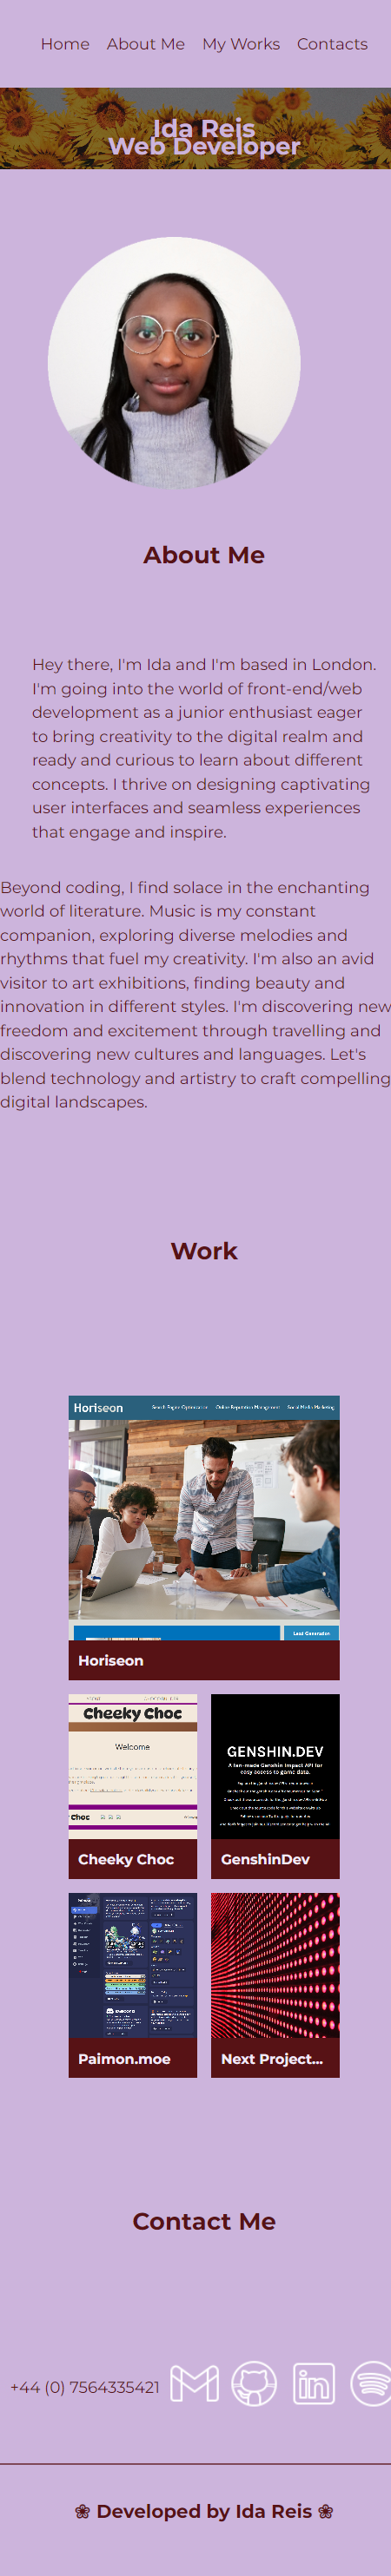 Home About Me My Works Contacts
Ida Reis
Web Developer
About Me
Hey there, I'm Ida and I'm based in London.
I'm going into the world of front-end/web
development as a junior enthusiast eager
to bring creativity to the digital realm and
ready and curious to learn about different
concepts. I thrive on designing captivating
user interfaces and seamless experiences
that engage and inspire.
Beyond coding, I find solace in the enchanting
world of literature. Music is my constant
companion, exploring diverse melodies and
rhythms that fuel my creativity. I'm also an avid
visitor to art exhibitions, finding beauty and
innovation in different styles. I'm discovering new
freedom and excitement through travelling and
discovering new cultures and languages. Let's
blend technology and artistry to craft compelling
digital landscapes.
Work
Horiseon Search Engine Optimization Online Reputation Management Social Media Marketing
Lead Generation
Horiseon
Cheeky Choc
Welcome
Choc
Cheeky Choc
GENSHIN.DEV
A fan-made Genshin Impact API for
easy access to game data.
GenshinDev
Paimon.moe
Next Project...
Contact Me
+44 (0) 7564335421
in
❀ Developed by Ida Reis ❀